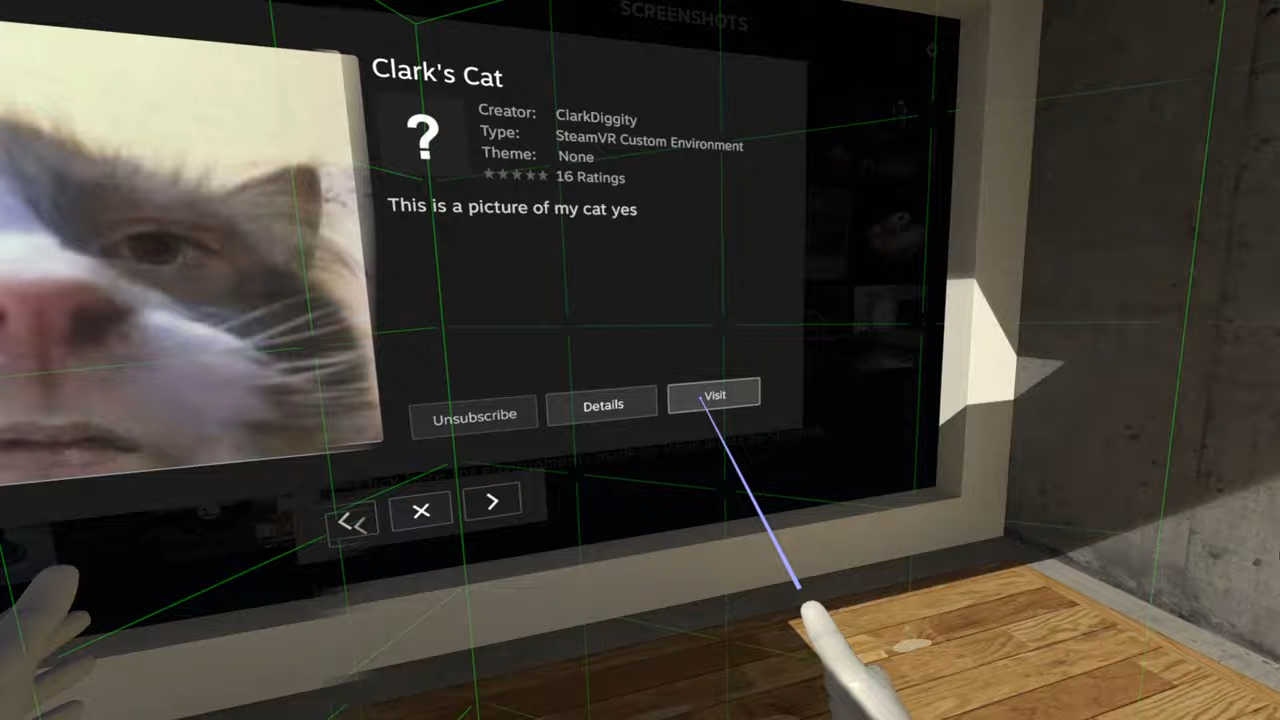 SCREENSHOTS
Clark's Cat
?
Creator: ClarkDiggity
Type: SteamVR Custom Environment
Theme: None
★★★★★ 16 Ratings
This is a picture of my cat yes
Unsubscribe
Details
Visit